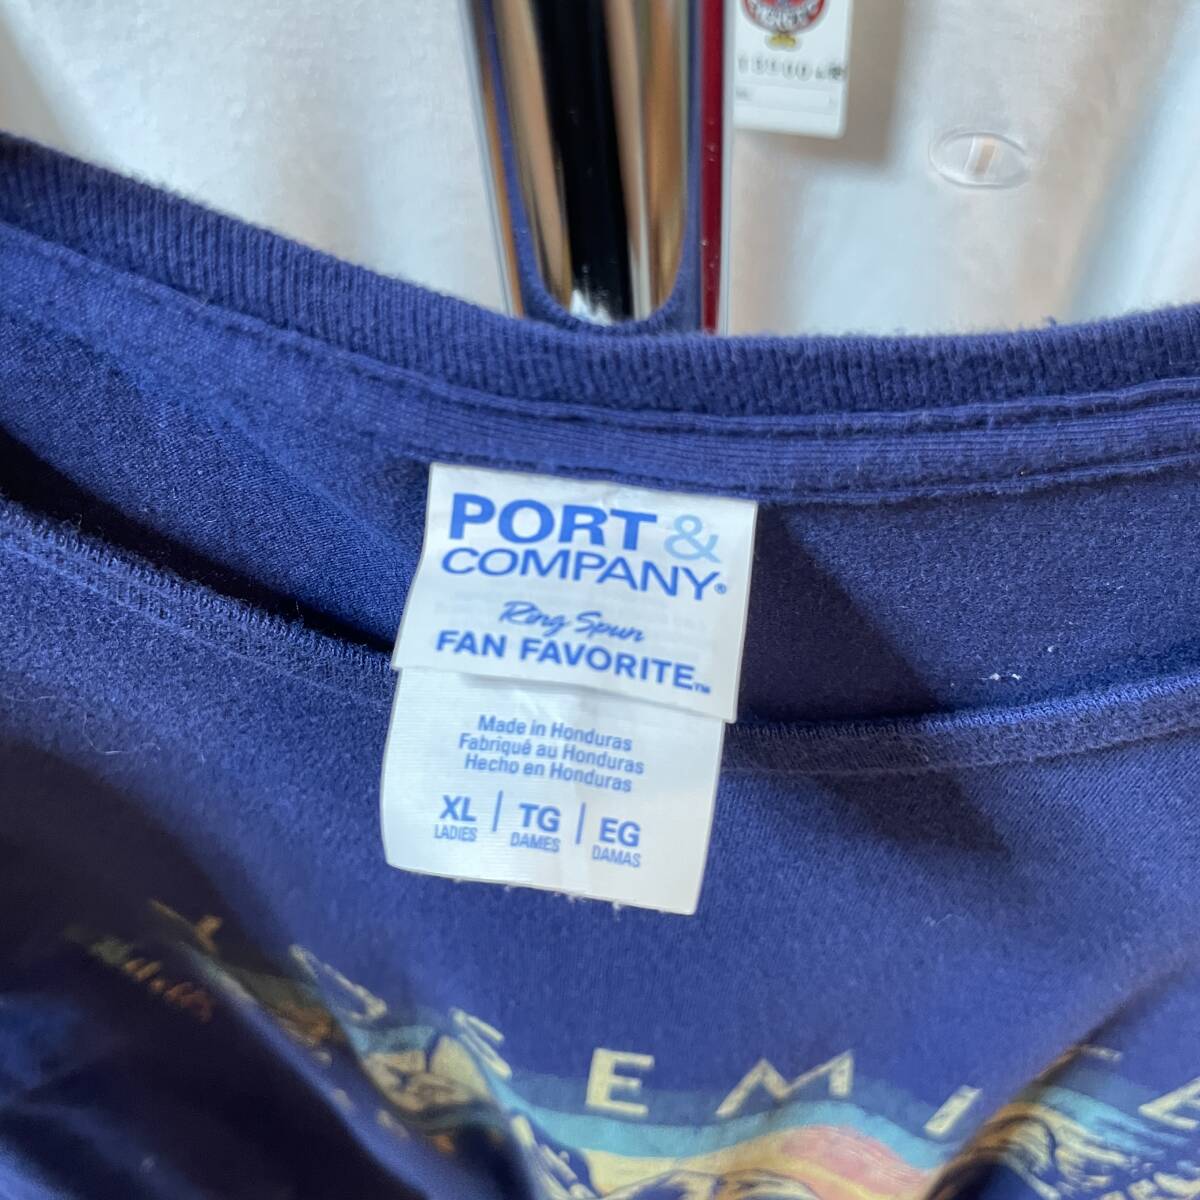 PORT &
COMPANY®
Ring Spun
FAN FAVORITE™
Made in Honduras
Fabriqué au Honduras
Hecho en Honduras
XL | TG | EG
LADIES DAMES DAMAS
SEMI